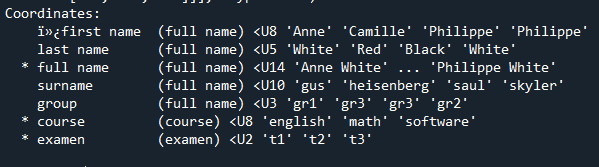 Coordinates:
ï»¿first name (full name) <U8 'Anne' 'Camille' 'Philippe' 'Philippe'
last name (full name) <U5 'White' 'Red' 'Black' 'White'
* full name (full name) <U14 'Anne White' ... 'Philippe White'
surname (full name) <U10 'gus' 'heisenberg' 'saul' 'skyler'
group (full name) <U3 'gr1' 'gr3' 'gr3' 'gr2'
* course (course) <U8 'english' 'math' 'software'
* examen (examen) <U2 't1' 't2' 't3'